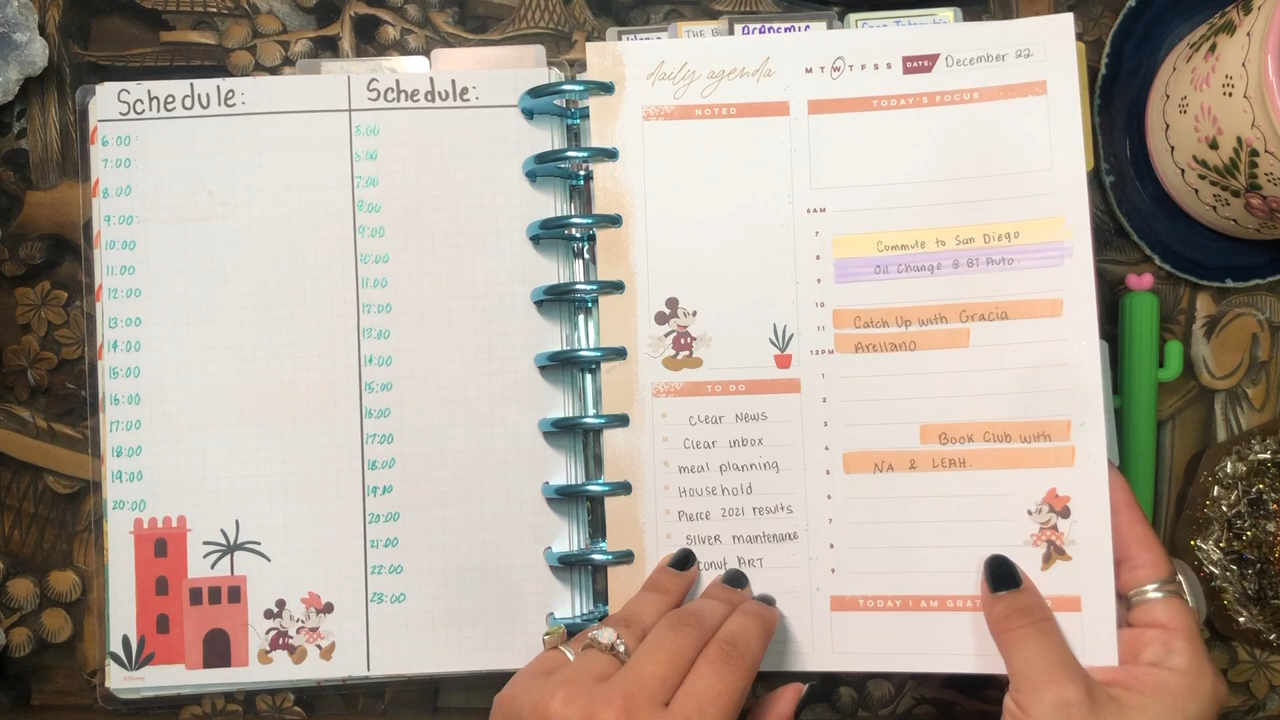 THE B
ACADEMIC
Schedule:
6:00:
7:00:
8:00:
9:00:
10:00
11:00
12:00
13:00
14:00
15:00
16:00
17:00
18:00
19:00
20:00
©Disney
Schedule:
7:00
8:00
9:00
10:00
11:00
12:00
13:00
14:00
15:00
16:00
17:00
18:00
19:00
20:00
21:00
22:00
23:00
daily agenda
M T W T F S S
DATE:
December 22
NOTED
TO DO
Clear News
Clear inbox
meal planning
Household
Pierce 2021 results
SILVER maintenance
ART
TODAY'S FOCUS
6AM
7
Commute to San Diego
8
Oil Change @ BT Auto.
9
10
Catch Up with Gracia
11
Arellano
12PM
1
2
3
Book Club with
4
NA & LEAH.
5
6
7
8
9
TODAY I AM